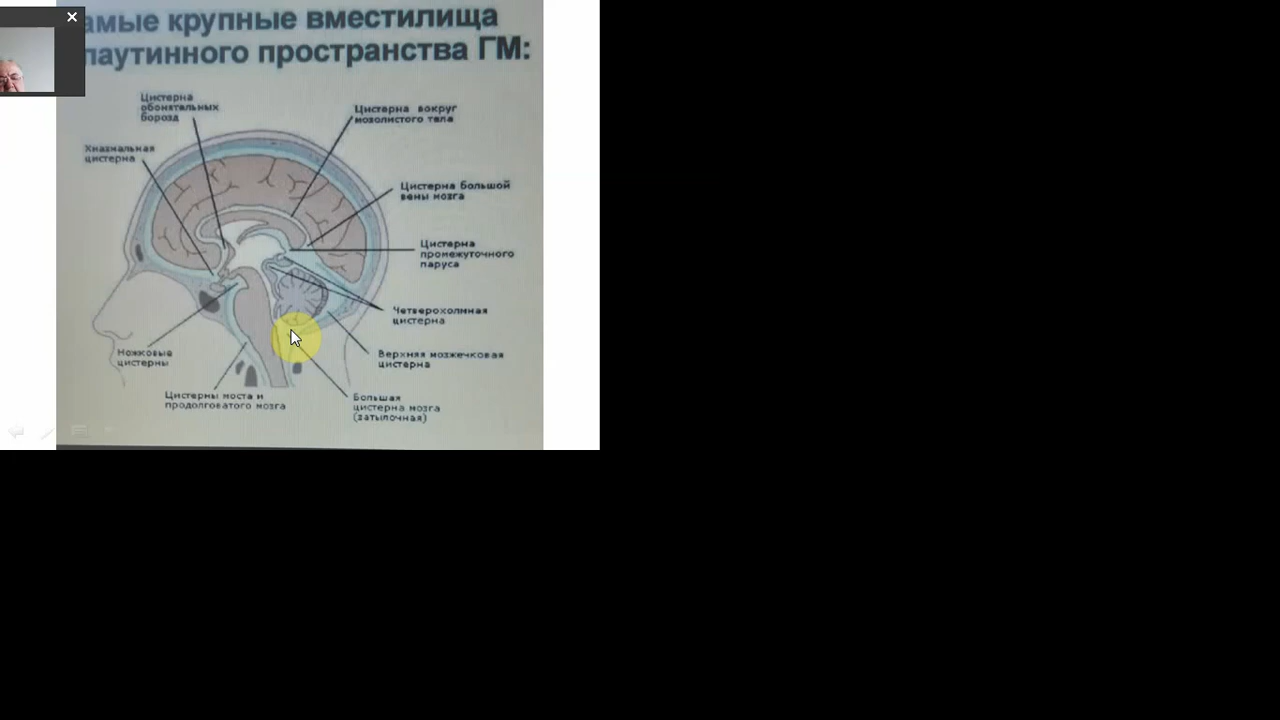 амые крупные вместилища
паутинного пространства ГМ:
Цистерна
обонятельных
борозд
Цистерна вокруг
мозолистого тела
Хиазмальная
цистерна
Цистерна большой
вены мозга
Цистерна
промежуточного
паруса
Четверохолмная
цистерна
Ножковые
цистерны
Верхняя мозжечковая
цистерна
Цистерны моста и
продолговатого мозга
Большая
цистерна мозга
(затылочная)